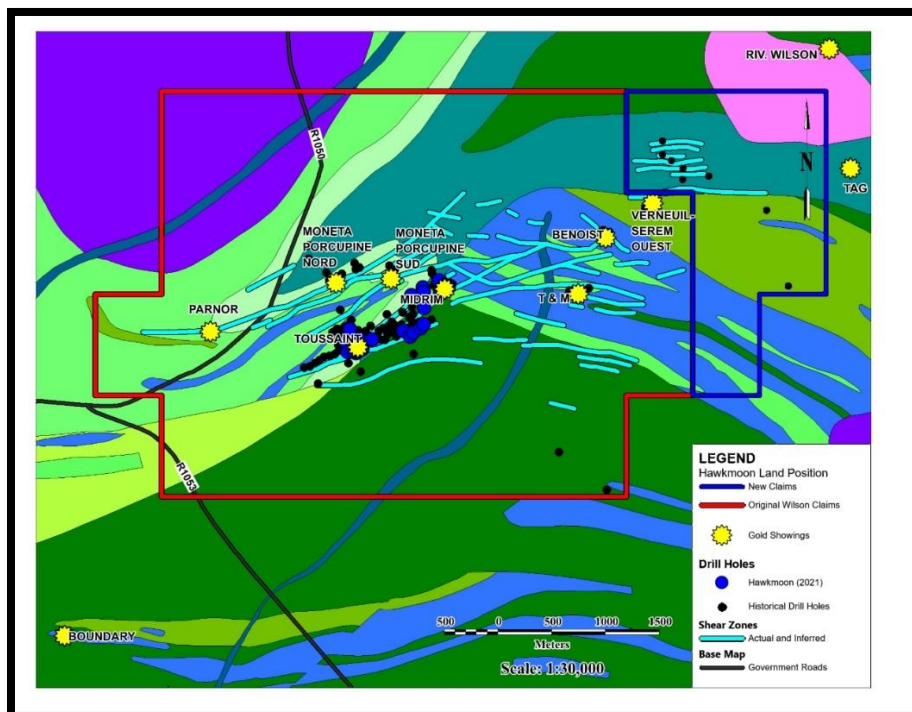 RIV. WILSON
R1050
N
TAG
VERNEUIL-
SEREM
OUEST
BENOIST
MONETA
PORCUPINE
NORD
MONETA
PORCUPINE
SUD
MIDRIM
T & M
PARNOR
TOUSSAINT
R1053
BOUNDARY
500 0 500 1000 1500
Meters
Scale: 1:30,000
LEGEND
Hawkmoon Land Position
New Claims
Original Wilson Claims
Gold Showings
Drill Holes
Hawkmoon (2021)
Historical Drill Holes
Shear Zones
Actual and Inferred
Base Map
Government Roads